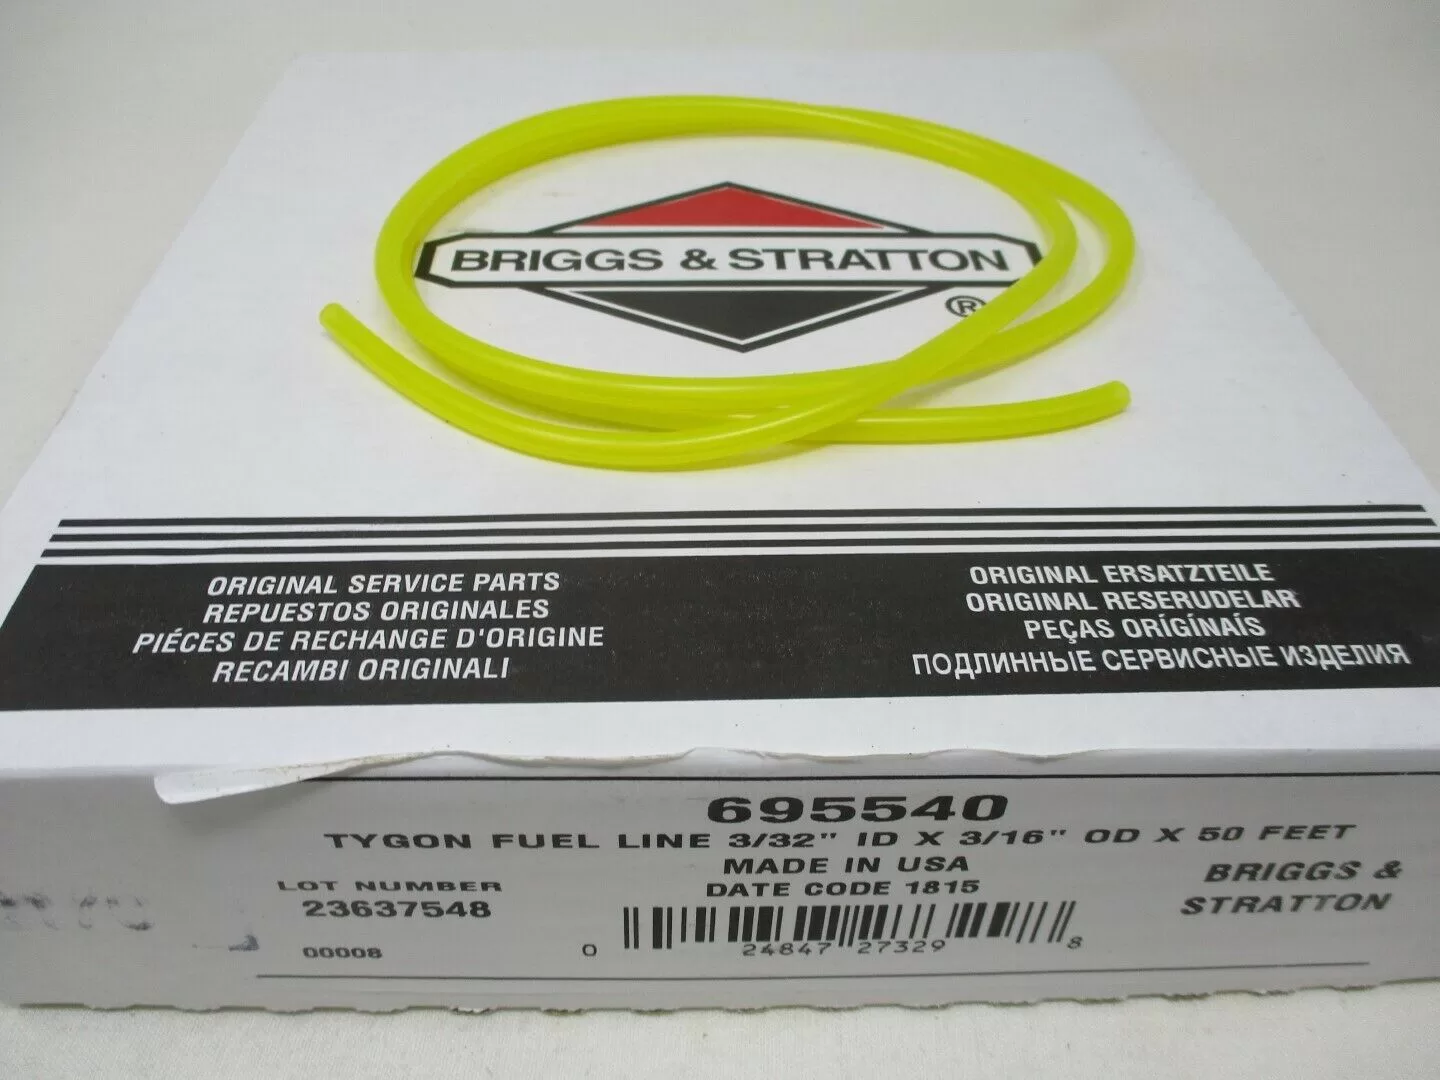 BRIGGS & STRATTON
®
ORIGINAL SERVICE PARTS
REPUESTOS ORIGINALES
PIÉCES DE RECHANGE D'ORIGINE
RECAMBI ORIGINALI
ORIGINAL ERSATZTEILE
ORIGINAL RESERUDELAR
PEÇAS ORÍGÍNAÍS
ПОДЛИННЫЕ СЕРВИСНЫЕ ИЗДЕЛИЯ
695540
TYGON FUEL LINE 3/32" ID X 3/16" OD X 50 FEET
MADE IN USA
DATE CODE 1815
LOT NUMBER
23637548
00008
BRIGGS &
STRATTON
0 24847 27329 8